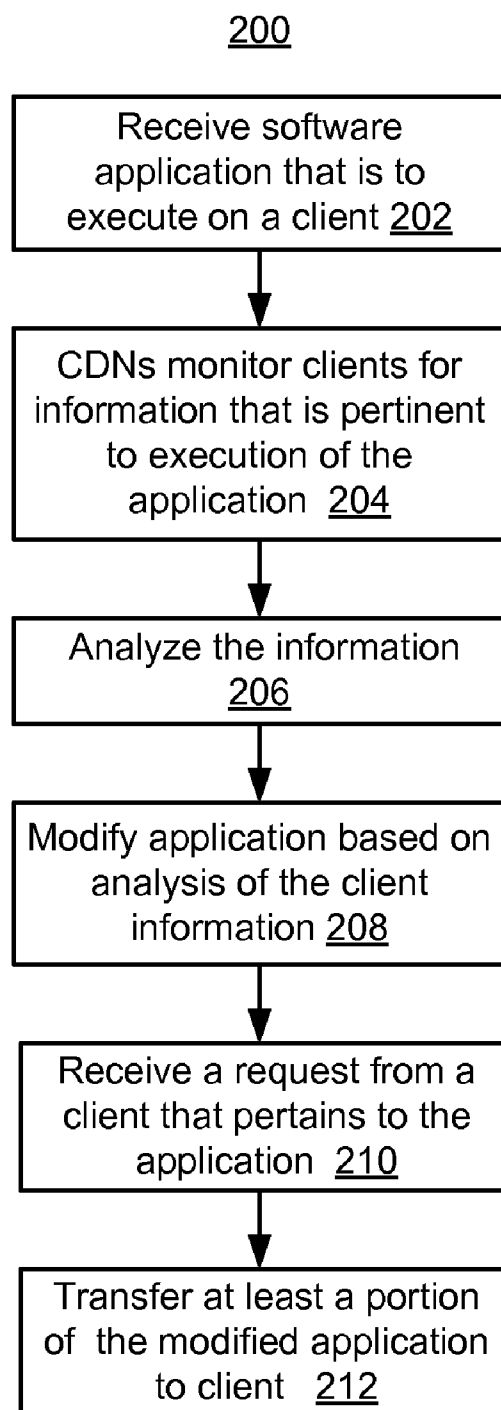 200
Receive software
application that is to
execute on a client 202
CDNs monitor clients for
information that is pertinent
to execution of the
application 204
Analyze the information
206
Modify application based on
analysis of the client
information 208
Receive a request from a
client that pertains to the
application 210
Transfer at least a portion
of the modified application
to client 212